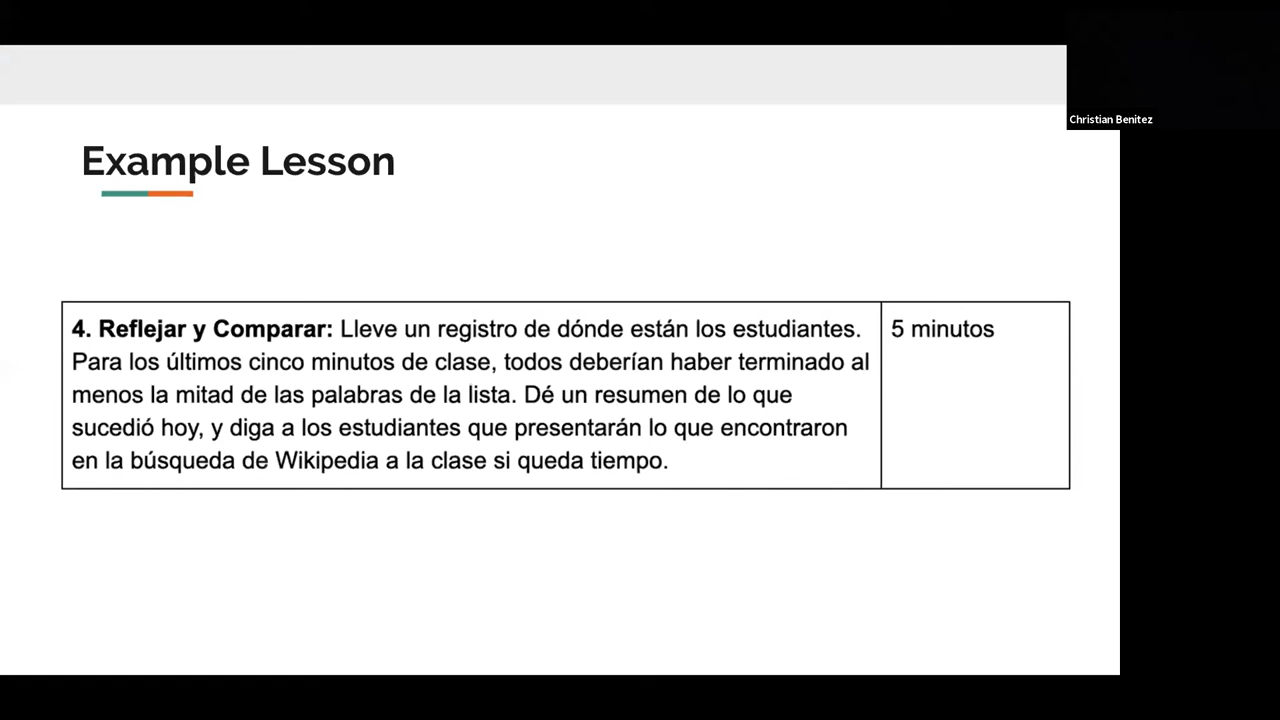 Christian Benitez
Example Lesson
4. Reflejar y Comparar: Lleve un registro de dónde están los estudiantes.
Para los últimos cinco minutos de clase, todos deberían haber terminado al
menos la mitad de las palabras de la lista. Dé un resumen de lo que
sucedió hoy, y diga a los estudiantes que presentarán lo que encontraron
en la búsqueda de Wikipedia a la clase si queda tiempo.
5 minutos